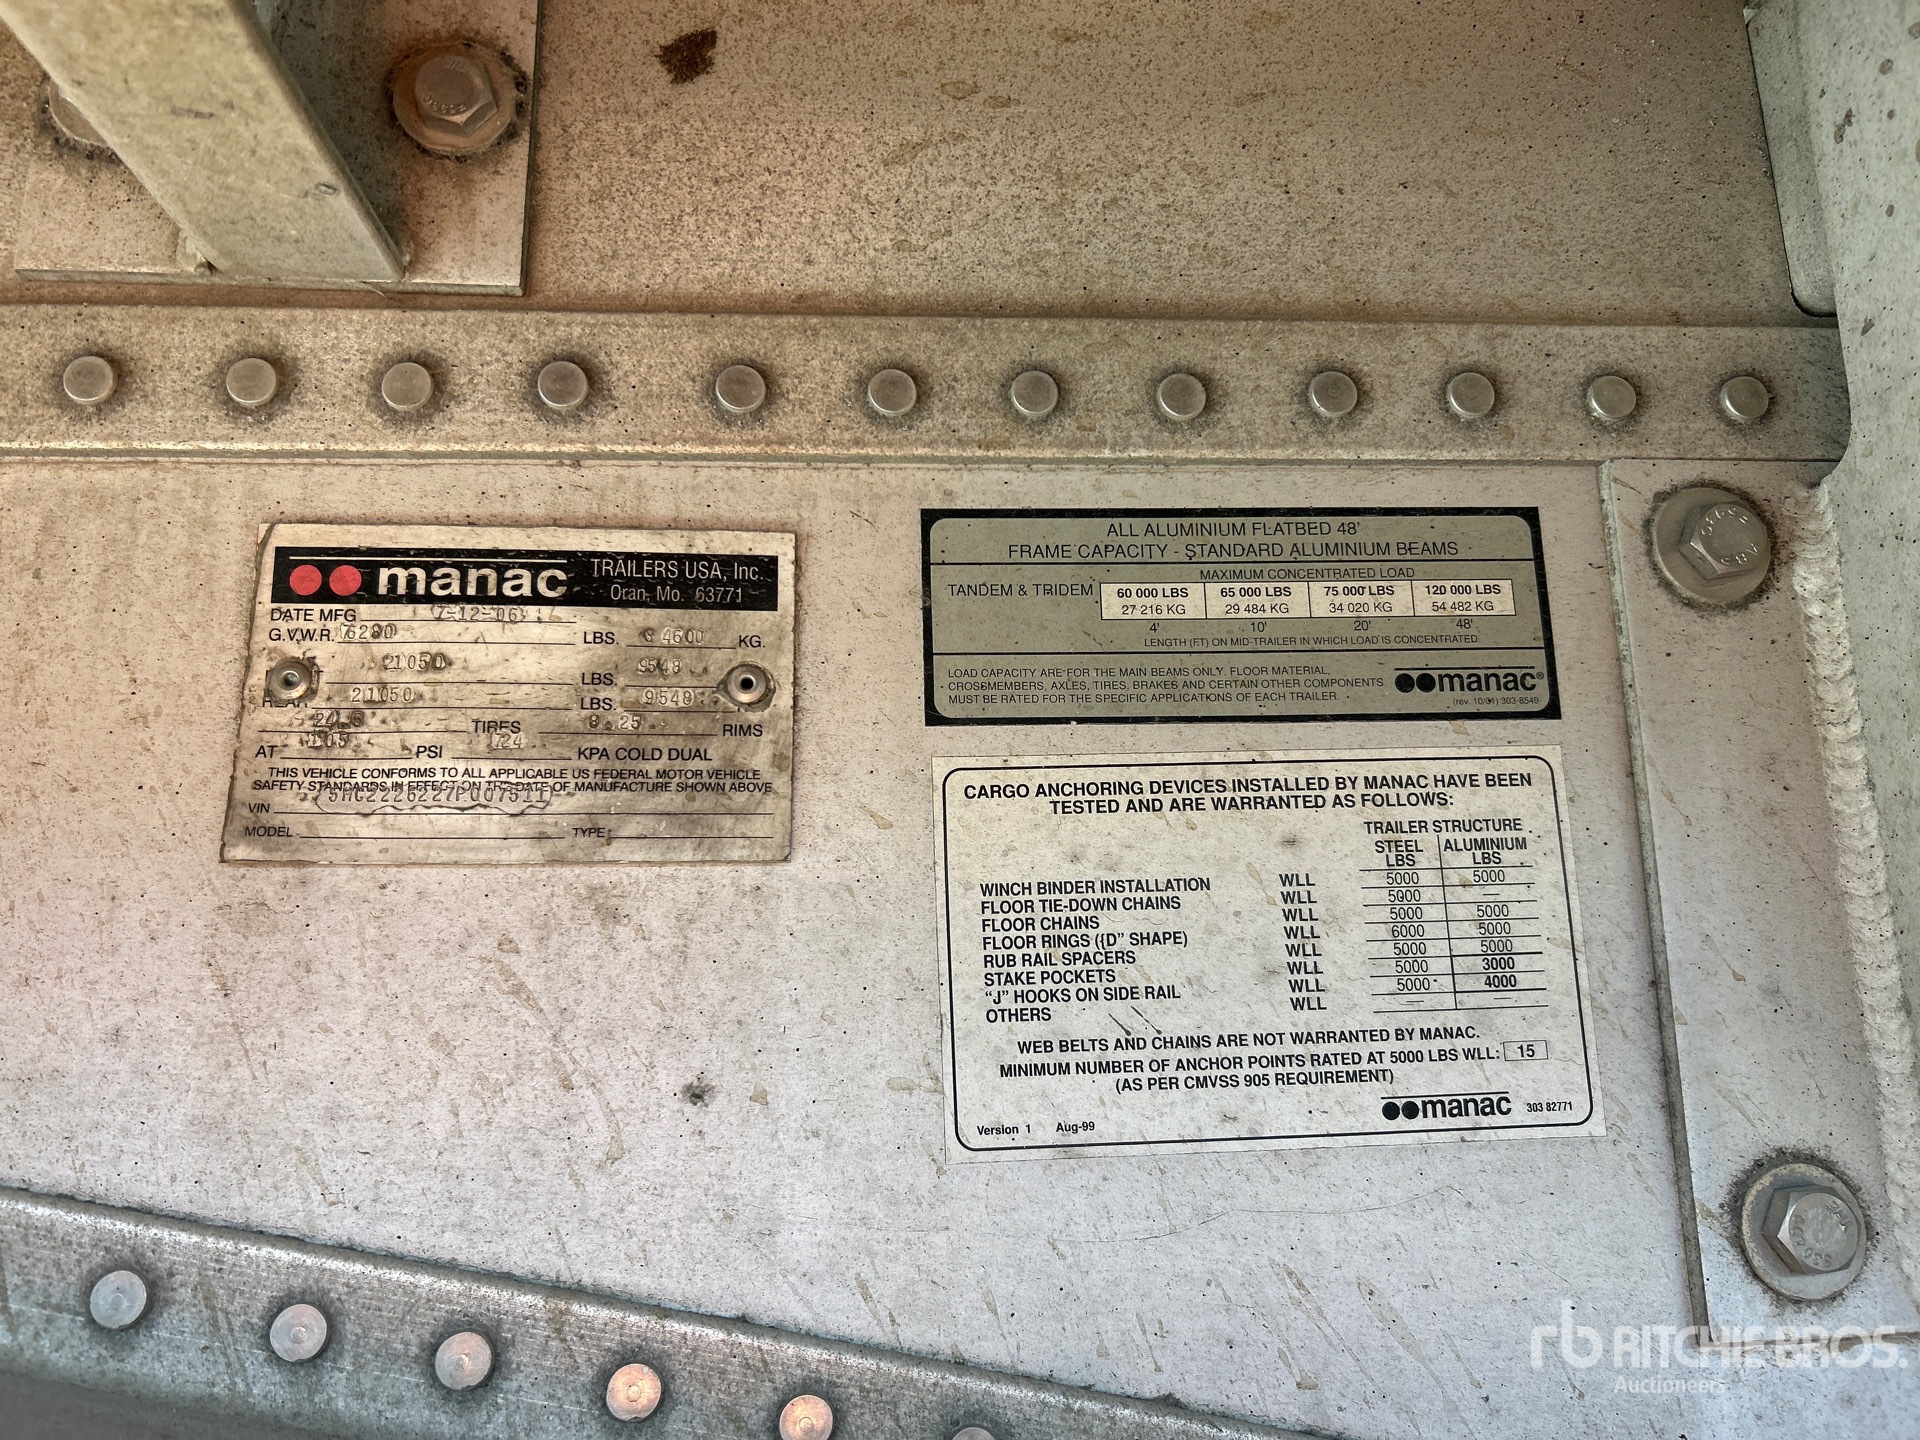 manac TRAILERS USA, Inc.
Oran, Mo. 63771
DATE MFG 7-12-06
G.V.W.R. 76280 LBS. 34600 KG.
21050 LBS. 9548
REAR 21050 LBS. 9548
24.5 TIRES 8.25 RIMS
AT 105 PSI 724 KPA COLD DUAL
THIS VEHICLE CONFORMS TO ALL APPLICABLE US FEDERAL MOTOR VEHICLE
SAFETY STANDARDS IN EFFECT ON THE DATE OF MANUFACTURE SHOWN ABOVE
VIN
MODEL TYPE
ALL ALUMINIUM FLATBED 48'
FRAME CAPACITY - STANDARD ALUMINIUM BEAMS
MAXIMUM CONCENTRATED LOAD
TANDEM & TRIDEM 60 000 LBS 65 000 LBS 75 000 LBS 120 000 LBS
27 216 KG 29 484 KG 34 020 KG 54 482 KG
4' 10' 20' 48'
LENGTH (FT) ON MID-TRAILER IN WHICH LOAD IS CONCENTRATED
LOAD CAPACITY ARE FOR THE MAIN BEAMS ONLY. FLOOR MATERIAL,
CROSSMEMBERS, AXLES, TIRES, BRAKES AND CERTAIN OTHER COMPONENTS
MUST BE RATED FOR THE SPECIFIC APPLICATIONS OF EACH TRAILER.
manac®
(rev. 10/01) 303-8549
CARGO ANCHORING DEVICES INSTALLED BY MANAC HAVE BEEN
TESTED AND ARE WARRANTED AS FOLLOWS:
TRAILER STRUCTURE
STEEL ALUMINIUM
LBS LBS
WINCH BINDER INSTALLATION WLL 5000 5000
FLOOR TIE-DOWN CHAINS WLL 5000 —
FLOOR CHAINS WLL 5000 5000
FLOOR RINGS ({D" SHAPE) WLL 6000 5000
RUB RAIL SPACERS WLL 5000 5000
STAKE POCKETS WLL 5000 3000
"J" HOOKS ON SIDE RAIL WLL 5000 4000
OTHERS WLL — —
WEB BELTS AND CHAINS ARE NOT WARRANTED BY MANAC.
MINIMUM NUMBER OF ANCHOR POINTS RATED AT 5000 LBS WLL: 15
(AS PER CMVSS 905 REQUIREMENT)
manac 303 82771
Version 1 Aug-99
rb RITCHIE BROS.
Auctioneers